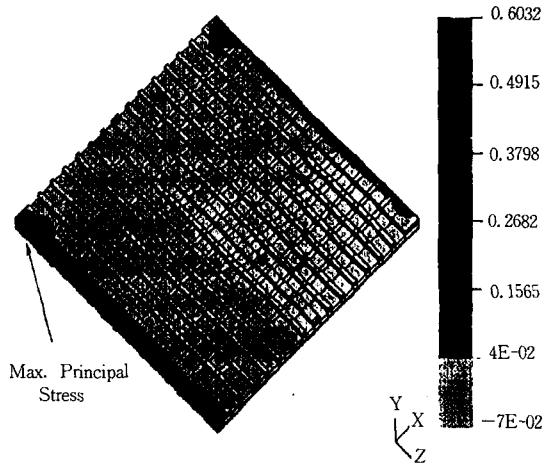 0.6032
0.4915
0.3798
0.2682
0.1565
4E-02
-7E-02
Max. Principal
Stress
Y
X
Z